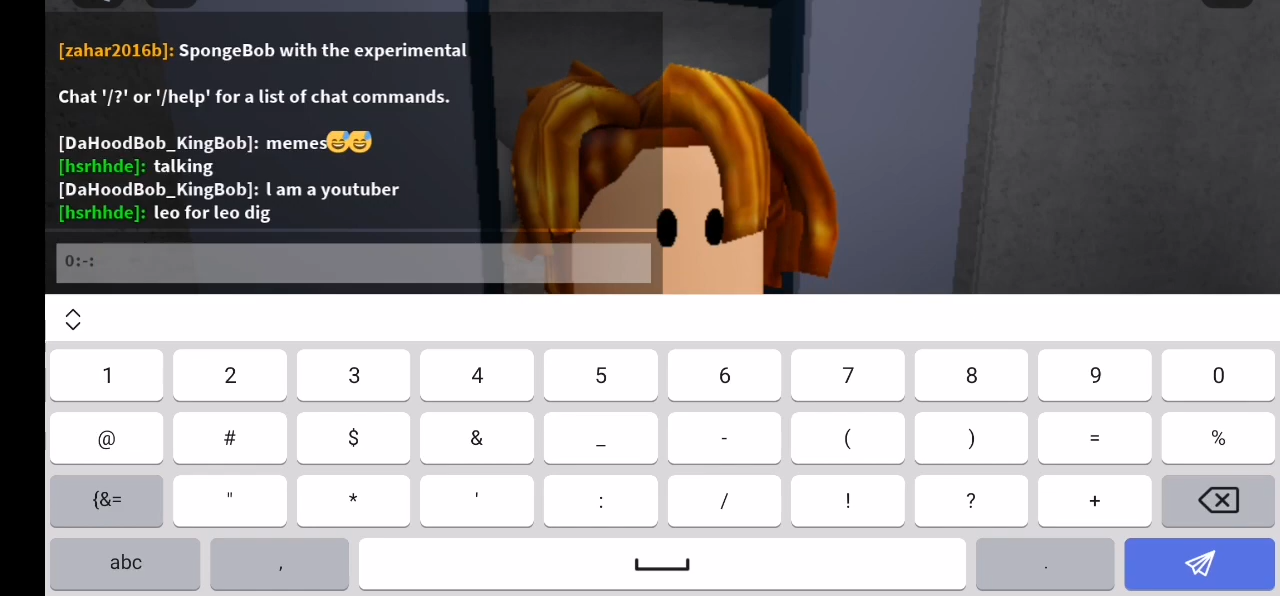 [zahar2016b]: SpongeBob with the experimental
Chat '/?' or '/help' for a list of chat commands.
[DaHoodBob_KingBob]: memes😅😅
[hsrhhde]: talking
[DaHoodBob_KingBob]: I am a youtuber
[hsrhhde]: leo for leo dig
0:-:
1 2 3 4 5 6 7 8 9 0
@ # $ & _ - ( ) = %
{&= " * ' : / ! ? +
abc , .